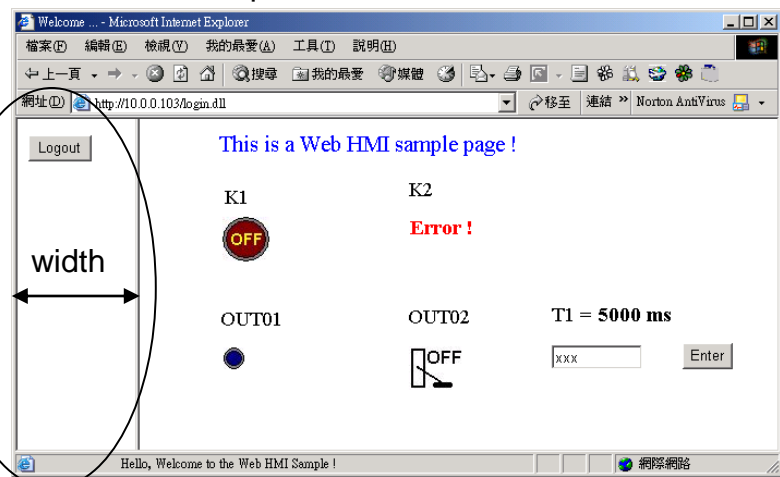 Welcome ... - Microsoft Internet Explorer
檔案(F) 編輯(E) 檢視(V) 我的最愛(A) 工具(T) 說明(H)
上一頁 搜尋 我的最愛 媒體
網址(D) http://10.0.0.103/login.dll 移至 連結 » Norton AntiVirus
Logout
This is a Web HMI sample page !
K1 K2
OFF Error !
width
OUT01 OUT02 T1 = 5000 ms
OFF xxx Enter
Hello, Welcome to the Web HMI Sample ! 網際網路